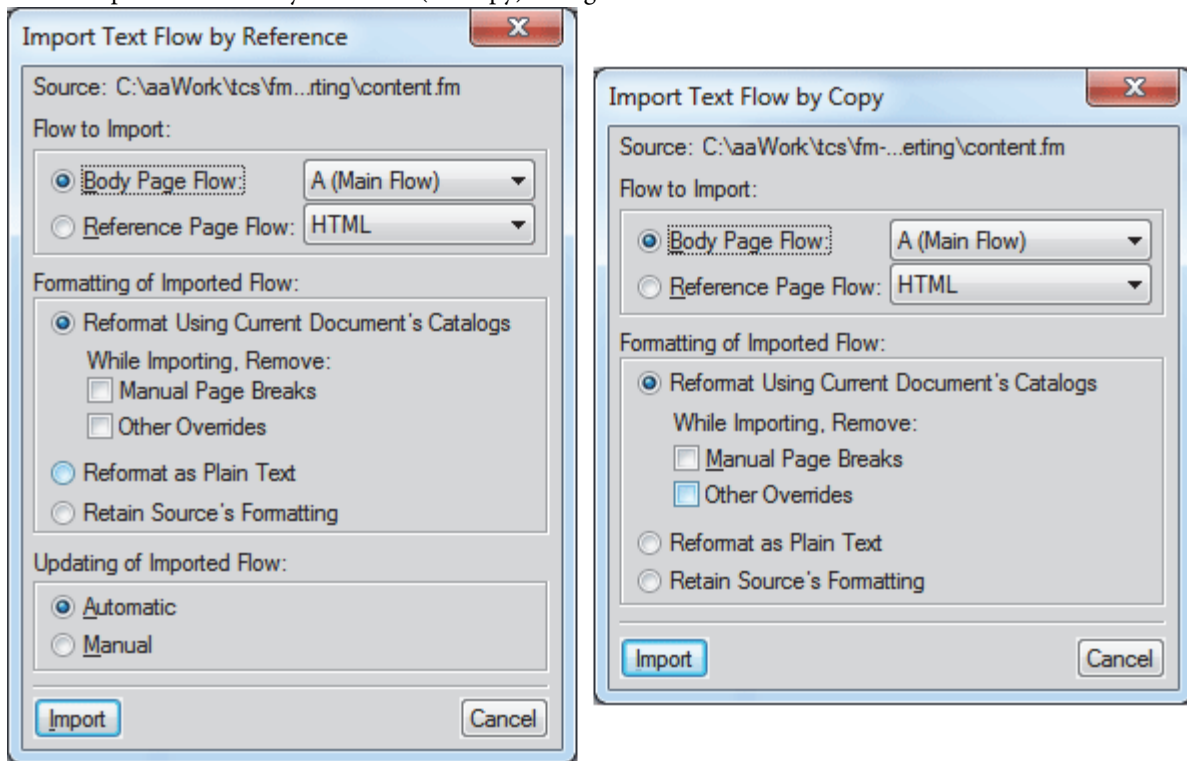 Import Text Flow by Reference
Source: C:\aaWork\tcs\fm...rting\content.fm
Flow to Import:
Body Page Flow: A (Main Flow)
Reference Page Flow: HTML
Formatting of Imported Flow:
Reformat Using Current Document's Catalogs
While Importing, Remove:
Manual Page Breaks
Other Overrides
Reformat as Plain Text
Retain Source's Formatting
Updating of Imported Flow:
Automatic
Manual
Import Cancel
Import Text Flow by Copy
Source: C:\aaWork\tcs\fm-...erting\content.fm
Flow to Import:
Body Page Flow: A (Main Flow)
Reference Page Flow: HTML
Formatting of Imported Flow:
Reformat Using Current Document's Catalogs
While Importing, Remove:
Manual Page Breaks
Other Overrides
Reformat as Plain Text
Retain Source's Formatting
Import Cancel